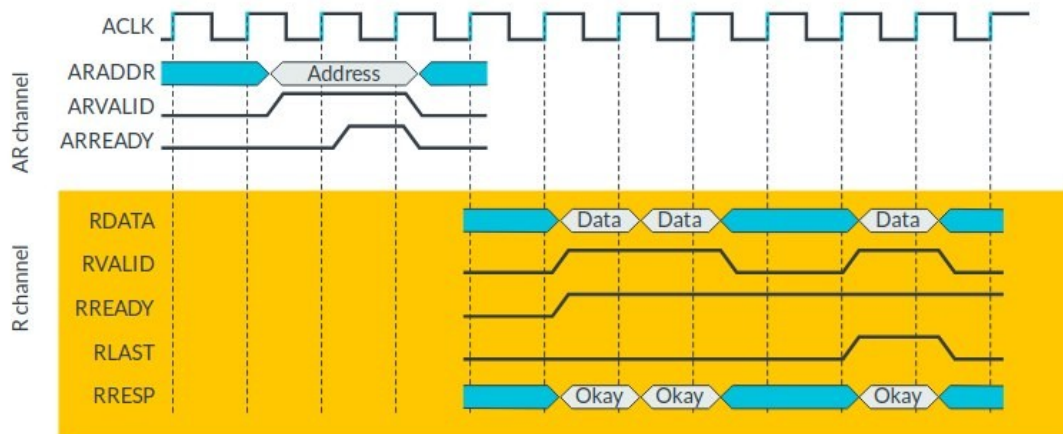 ACLK
AR channel
ARADDR Address
ARVALID
ARREADY
R channel
RDATA Data Data Data
RVALID
RREADY
RLAST
RRESP Okay Okay Okay